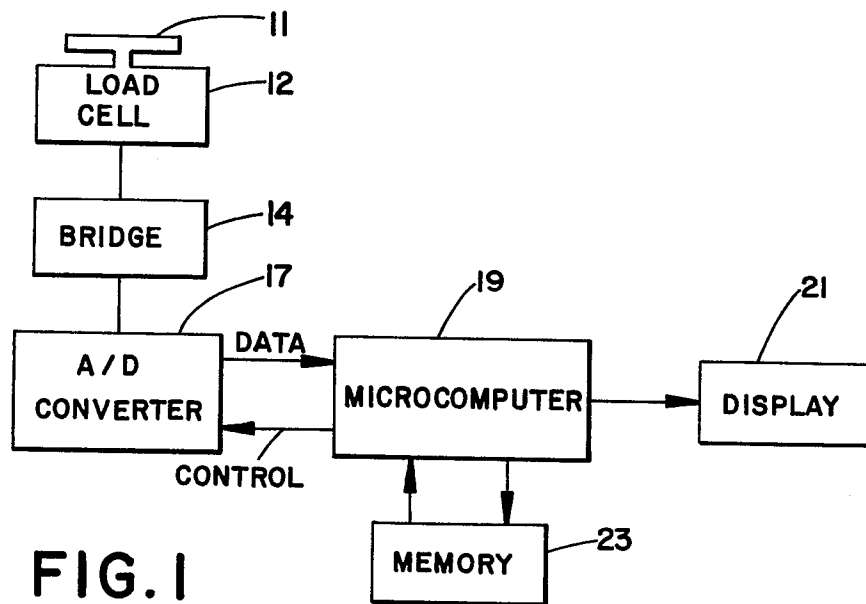 11
LOAD
CELL
12
BRIDGE
14
17
A/D
CONVERTER
DATA
CONTROL
19
MICROCOMPUTER
21
DISPLAY
MEMORY
23
FIG. 1